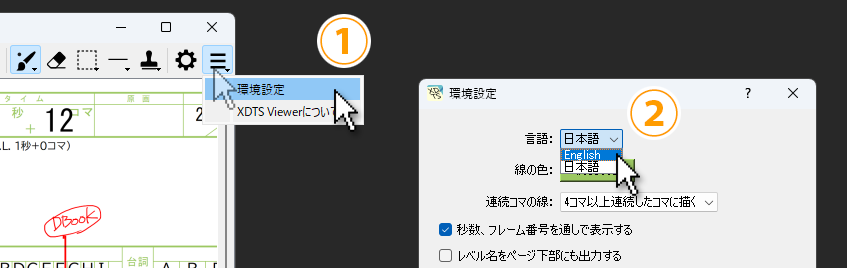 1
環境設定
XDTS Viewerについて
タイム
原画
秒
+
12
コマ
2
L. 1秒+0コマ)
DBook
台詞
A
B
2
環境設定
?
言語:
日本語
English
日本語
線の色:
連続コマの線:
4コマ以上連続したコマに描く
秒数、フレーム番号を通しで表示する
レベル名をページ下部にも出力する